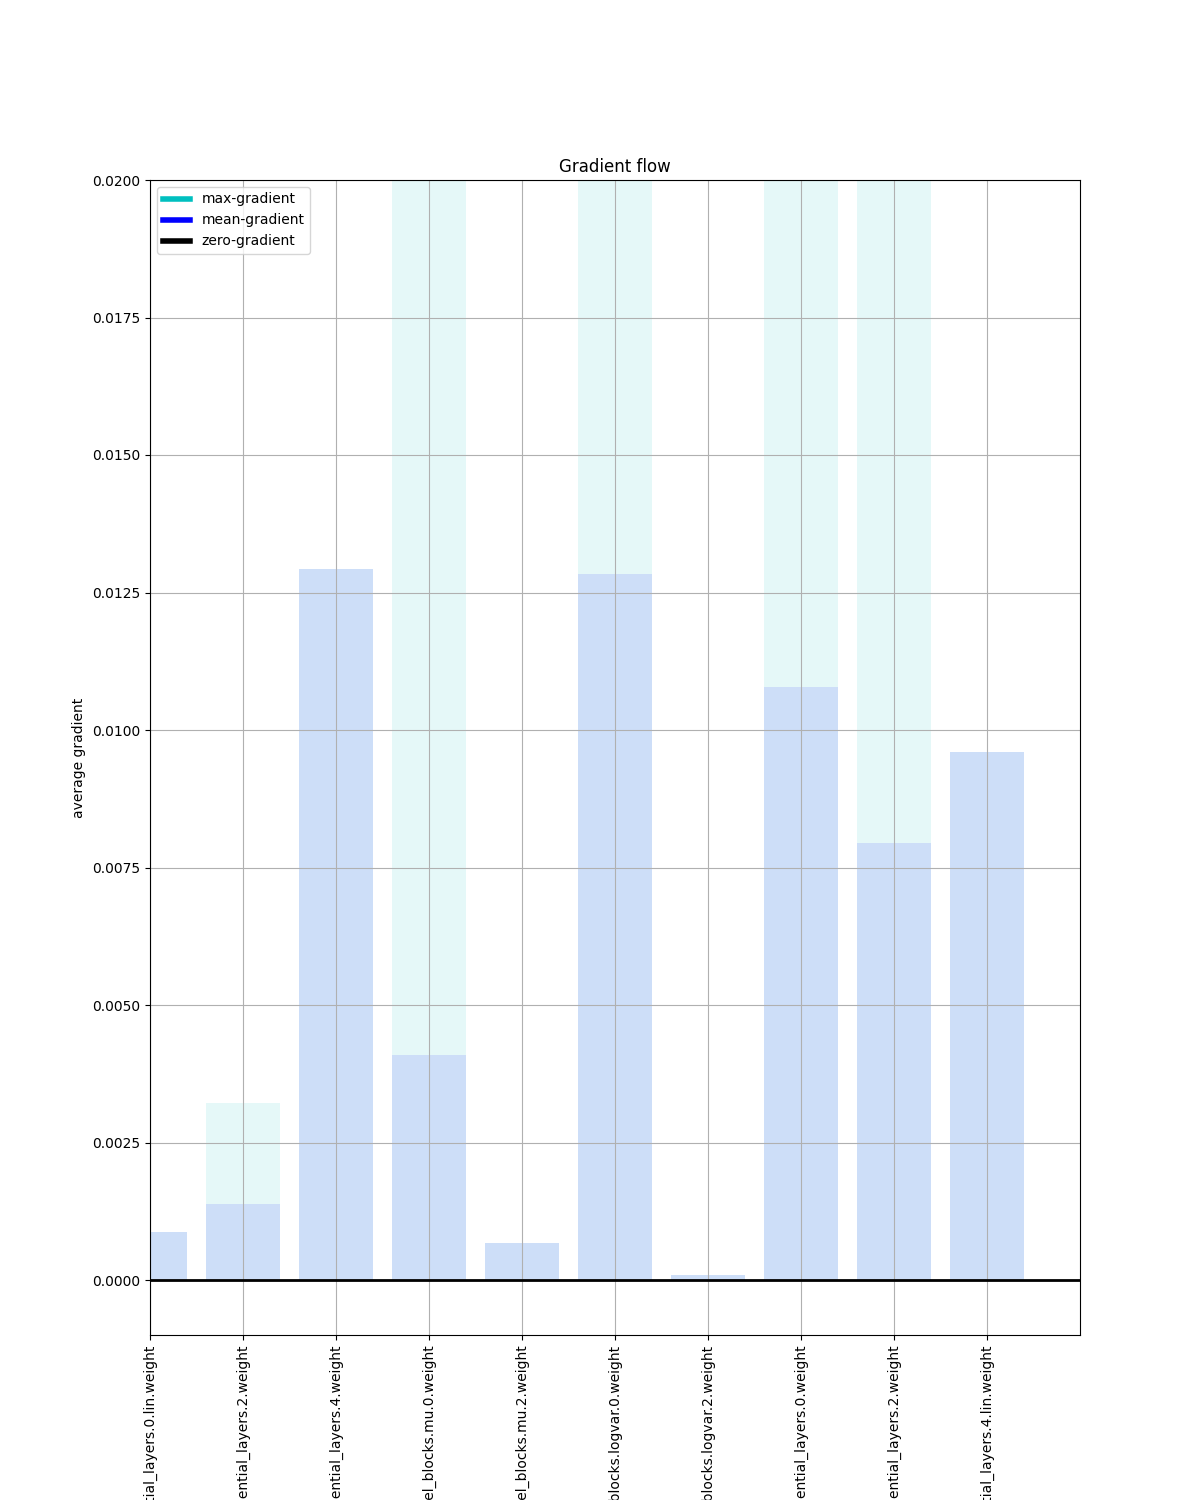 Gradient flow
max-gradient
mean-gradient
zero-gradient
0.0200
0.0175
0.0150
0.0125
0.0100
0.0075
0.0050
0.0025
0.0000
average gradient
tial_layers.0.lin.weight
ential_layers.2.weight
ential_layers.4.weight
el_blocks.mu.0.weight
el_blocks.mu.2.weight
blocks.logvar.0.weight
blocks.logvar.2.weight
ential_layers.0.weight
ential_layers.2.weight
tial_layers.4.lin.weight